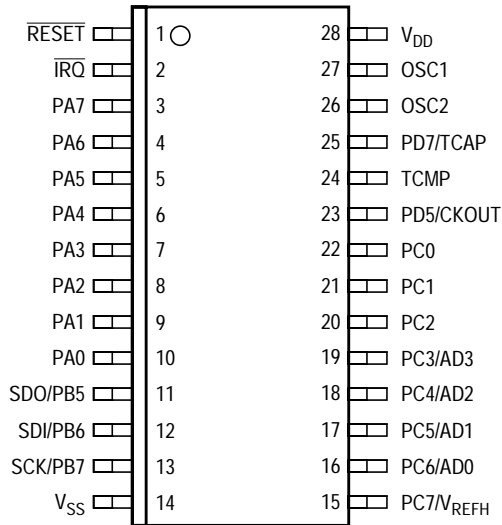 RESET 1 28 VDD
IRQ 2 27 OSC1
PA7 3 26 OSC2
PA6 4 25 PD7/TCAP
PA5 5 24 TCMP
PA4 6 23 PD5/CKOUT
PA3 7 22 PC0
PA2 8 21 PC1
PA1 9 20 PC2
PA0 10 19 PC3/AD3
SDO/PB5 11 18 PC4/AD2
SDI/PB6 12 17 PC5/AD1
SCK/PB7 13 16 PC6/AD0
VSS 14 15 PC7/VREFH